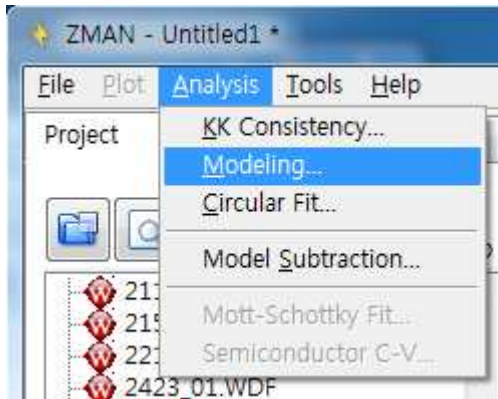 ZMAN - Untitled1 *
File Plot Analysis Tools Help
Project
KK Consistency...
Modeling...
Circular Fit...
Model Subtraction...
Mott-Schottky Fit...
Semiconductor C-V...
2423_01.WDF